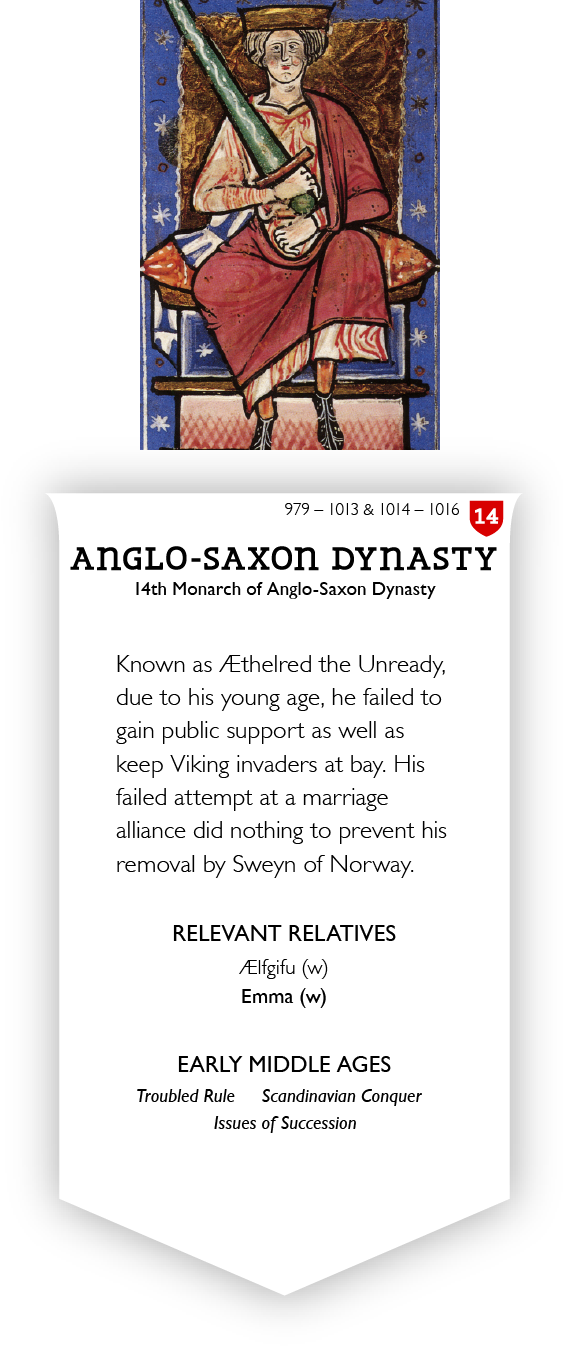 979 – 1013 & 1014 – 1016
14
ANGLO-SAXON DYNASTY
14th Monarch of Anglo-Saxon Dynasty
Known as Æthelred the Unready,
due to his young age, he failed to
gain public support as well as
keep Viking invaders at bay. His
failed attempt at a marriage
alliance did nothing to prevent his
removal by Sweyn of Norway.
RELEVANT RELATIVES
Ælfgifu (w)
Emma (w)
EARLY MIDDLE AGES
Troubled Rule Scandinavian Conquer
Issues of Succession